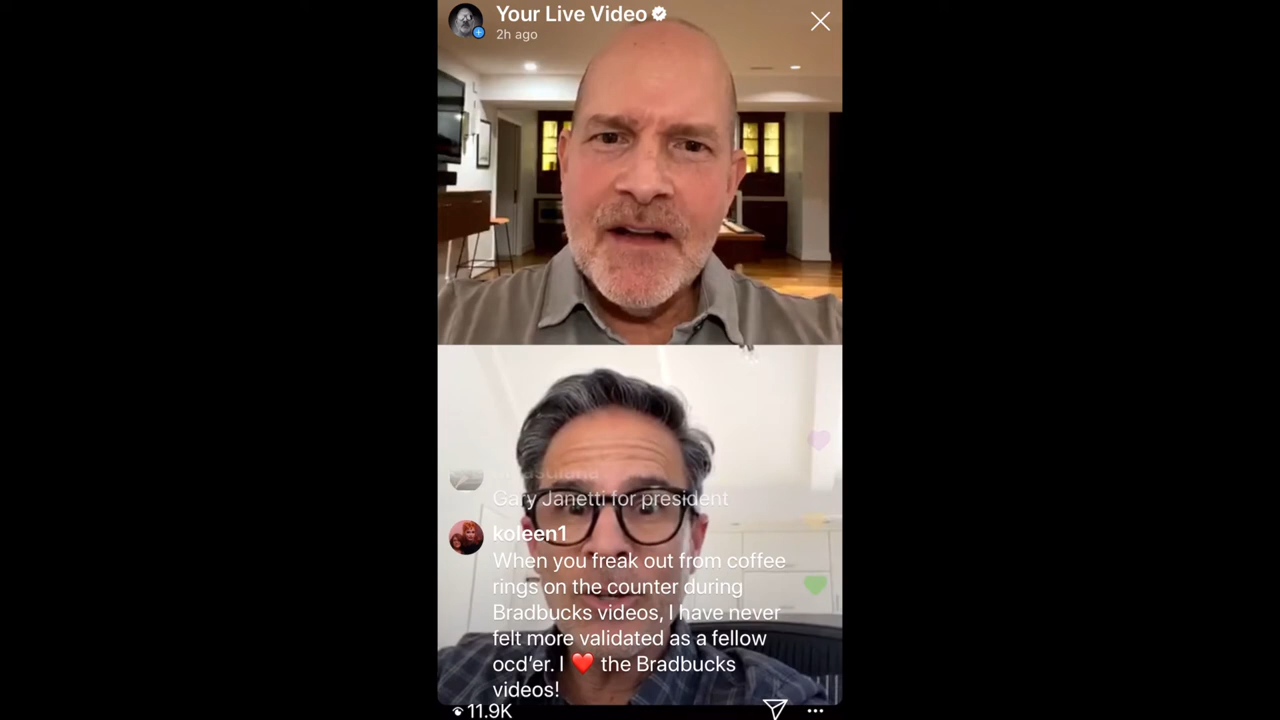 Your Live Video
2h ago
Gary Janetti for president
koleen1
When you freak out from coffee
rings on the counter during
Bradbucks videos, I have never
felt more validated as a fellow
ocd'er. I ❤️ the Bradbucks
videos!
11.9K